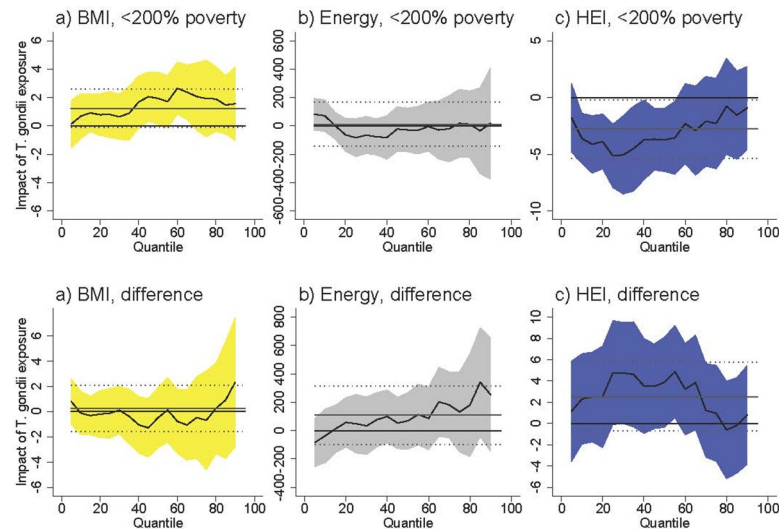 a) BMI, <200% poverty
b) Energy, <200% poverty
c) HEI, <200% poverty
Impact of T. gondii exposure
6
4
2
0
-2
-4
-6
600
400
200
0
-200
-400
-600
5
0
-5
-10
0 20 40 60 80 100
0 20 40 60 80 100
0 20 40 60 80 100
Quantile
Quantile
Quantile
a) BMI, difference
b) Energy, difference
c) HEI, difference
Impact of T. gondii exposure
6
4
2
0
-2
-4
-6
800
600
400
200
0
-200
-400
10
8
6
4
2
0
-2
-4
-6
0 20 40 60 80 100
0 20 40 60 80 100
0 20 40 60 80 100
Quantile
Quantile
Quantile